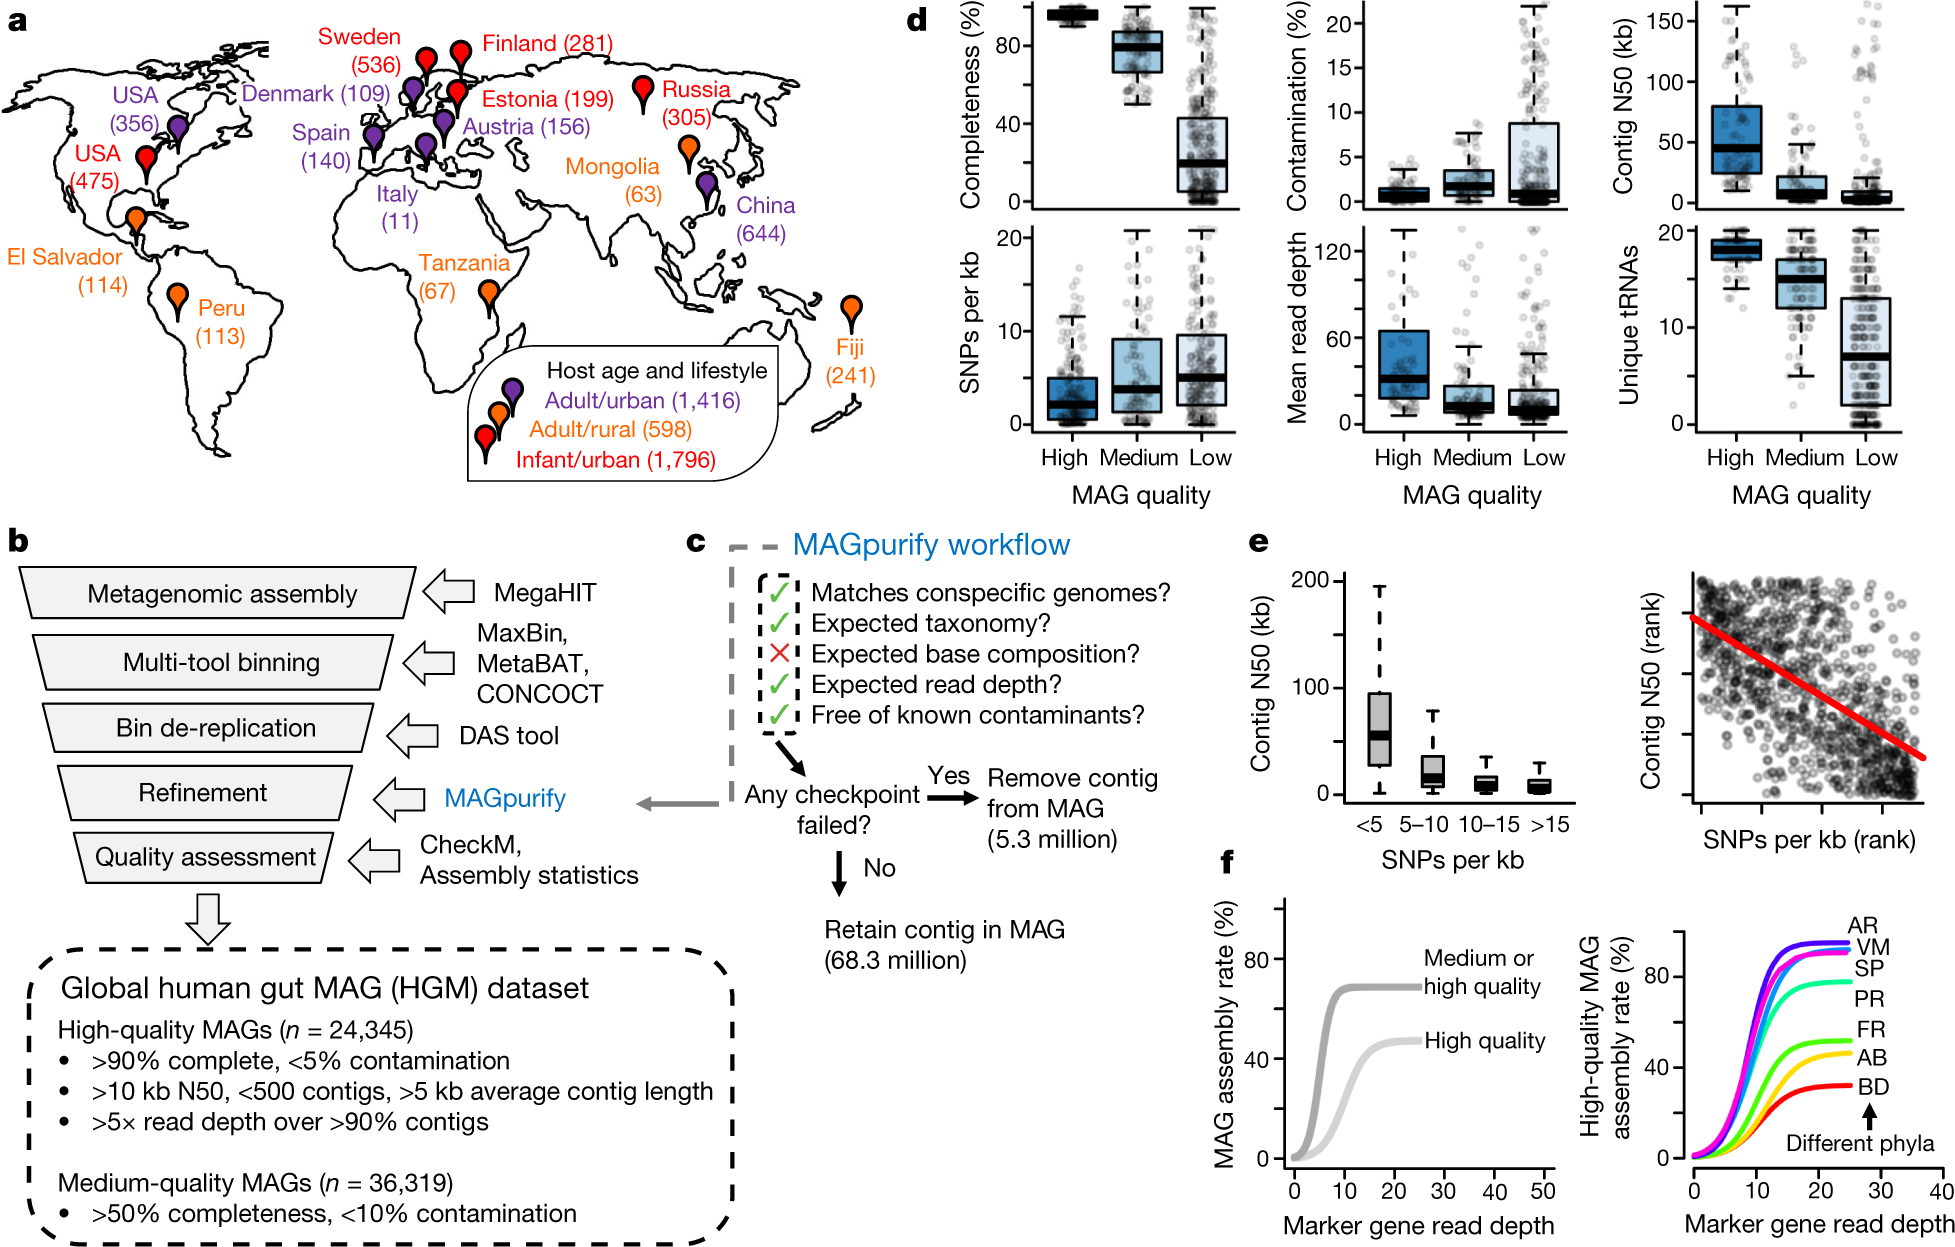 a
Sweden
(536)
Finland (281)
USA
(356)
Denmark (109)
Estonia (199)
Russia
(305)
Spain
(140)
Austria (156)
USA
(475)
Mongolia
(63)
Italy
(11)
China
(644)
El Salvador
(114)
Tanzania
(67)
Peru
(113)
Fiji
(241)
Host age and lifestyle
Adult/urban (1,416)
Adult/rural (598)
Infant/urban (1,796)
b
Metagenomic assembly
MegaHIT
Multi-tool binning
MaxBin,
MetaBAT,
CONCOCT
Bin de-replication
DAS tool
Refinement
MAGpurify
Quality assessment
CheckM,
Assembly statistics
Global human gut MAG (HGM) dataset
High-quality MAGs (n = 24,345)
• >90% complete, <5% contamination
• >10 kb N50, <500 contigs, >5 kb average contig length
• >5× read depth over >90% contigs
Medium-quality MAGs (n = 36,319)
• >50% completeness, <10% contamination
c
MAGpurify workflow
✓ Matches conspecific genomes?
✓ Expected taxonomy?
✕ Expected base composition?
✓ Expected read depth?
✓ Free of known contaminants?
Any checkpoint
failed?
Yes
Remove contig
from MAG
(5.3 million)
No
Retain contig in MAG
(68.3 million)
d
Completeness (%)
80
40
0
Contamination (%)
20
15
10
5
0
Contig N50 (kb)
150
100
50
0
SNPs per kb
20
10
0
High Medium Low
MAG quality
Mean read depth
120
60
0
High Medium Low
MAG quality
Unique tRNAs
20
10
0
High Medium Low
MAG quality
e
Contig N50 (kb)
200
100
0
<5 5–10 10–15 >15
SNPs per kb
Contig N50 (rank)
SNPs per kb (rank)
f
MAG assembly rate (%)
80
40
0
Medium or
high quality
High quality
0 10 20 30 40 50
Marker gene read depth
High-quality MAG
assembly rate (%)
80
40
0
AR
VM
SP
PR
FR
AB
BD
Different phyla
0 10 20 30 40
Marker gene read depth